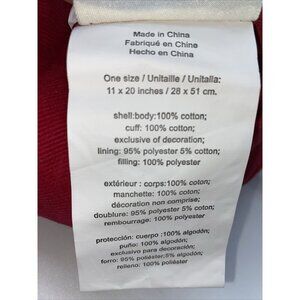 Made in China
Fabriqué en Chine
Hecho en China
One size / Unitaille / Unitalla:
11 x 20 inches / 28 x 51 cm.
shell:body:100% cotton;
cuff: 100% cotton;
exclusive of decoration;
lining: 95% polyester 5% cotton;
filling: 100% polyester
extérieur : corps:100% coton;
manchette: 100% coton;
décoration non comprise;
doublure: 95% polyester 5% coton;
rembourrage: 100% polyester
protección: cuerpo :100% algodón;
puño: 100% algodón;
exclusivo para decoración;
forro: 95% poliéster;5% algodón;
relleno: 100% poliéster